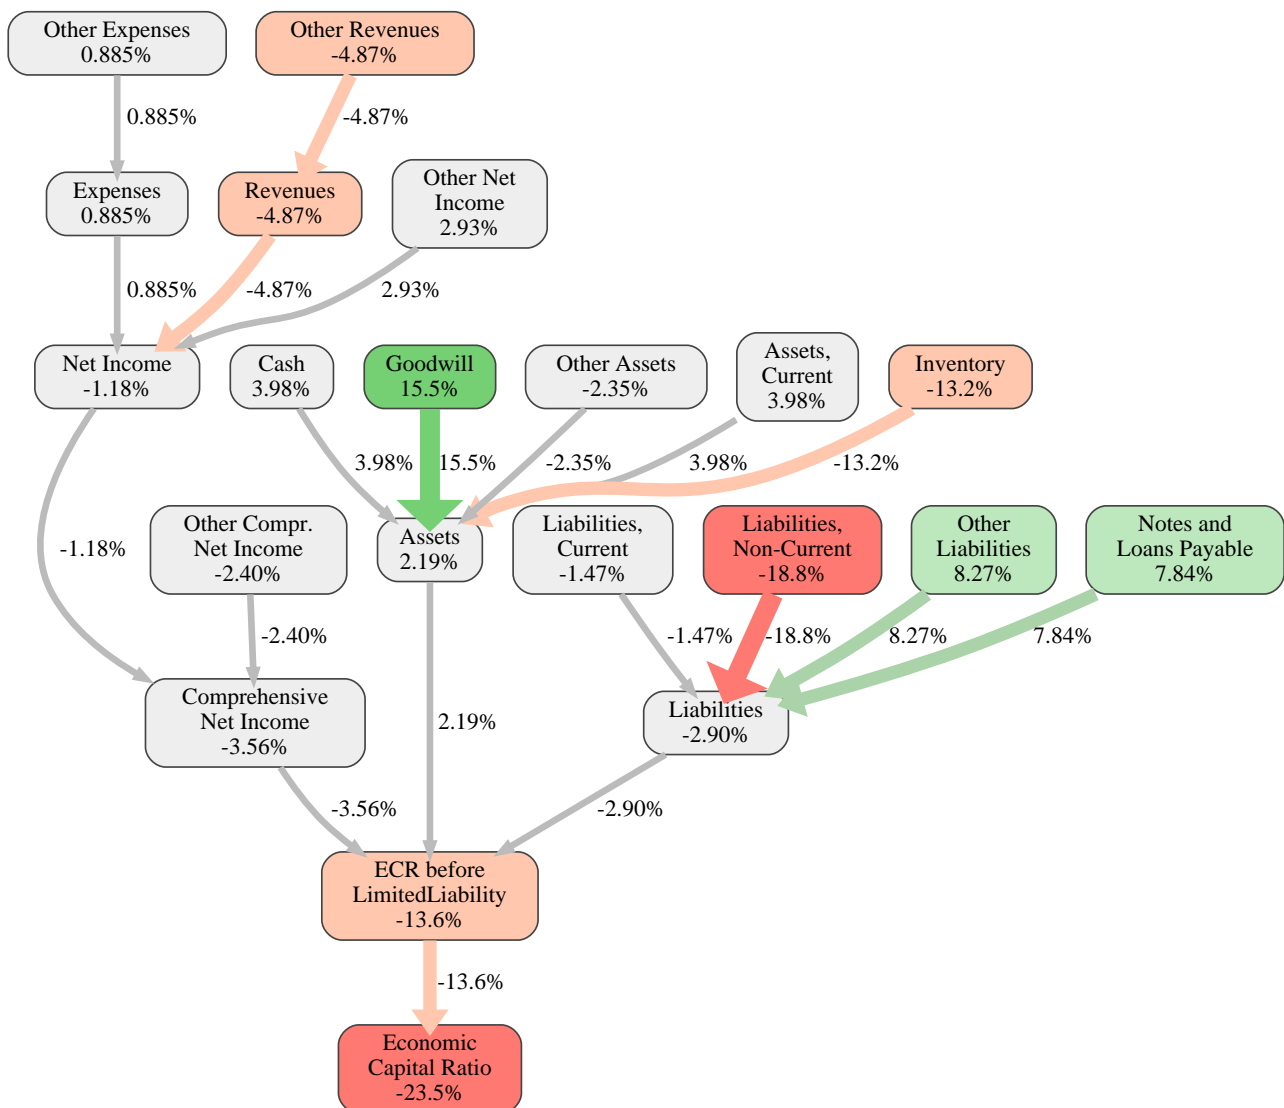 Other Expenses
0.885%
Other Revenues
-4.87%
0.885%
-4.87%
Expenses
0.885%
Revenues
-4.87%
Other Net
Income
2.93%
0.885%
-4.87%
2.93%
Net Income
-1.18%
Cash
3.98%
Goodwill
15.5%
Other Assets
-2.35%
Assets,
Current
3.98%
Inventory
-13.2%
3.98%
15.5%
-2.35%
3.98%
-13.2%
Other Compr.
Net Income
-2.40%
Assets
2.19%
Liabilities,
Current
-1.47%
Liabilities,
Non-Current
-18.8%
Other
Liabilities
8.27%
Notes and
Loans Payable
7.84%
-1.18%
-2.40%
-1.47%
-18.8%
8.27%
7.84%
Comprehensive
Net Income
-3.56%
2.19%
Liabilities
-2.90%
-3.56%
-2.90%
ECR before
LimitedLiability
-13.6%
-13.6%
Economic
Capital Ratio
-23.5%